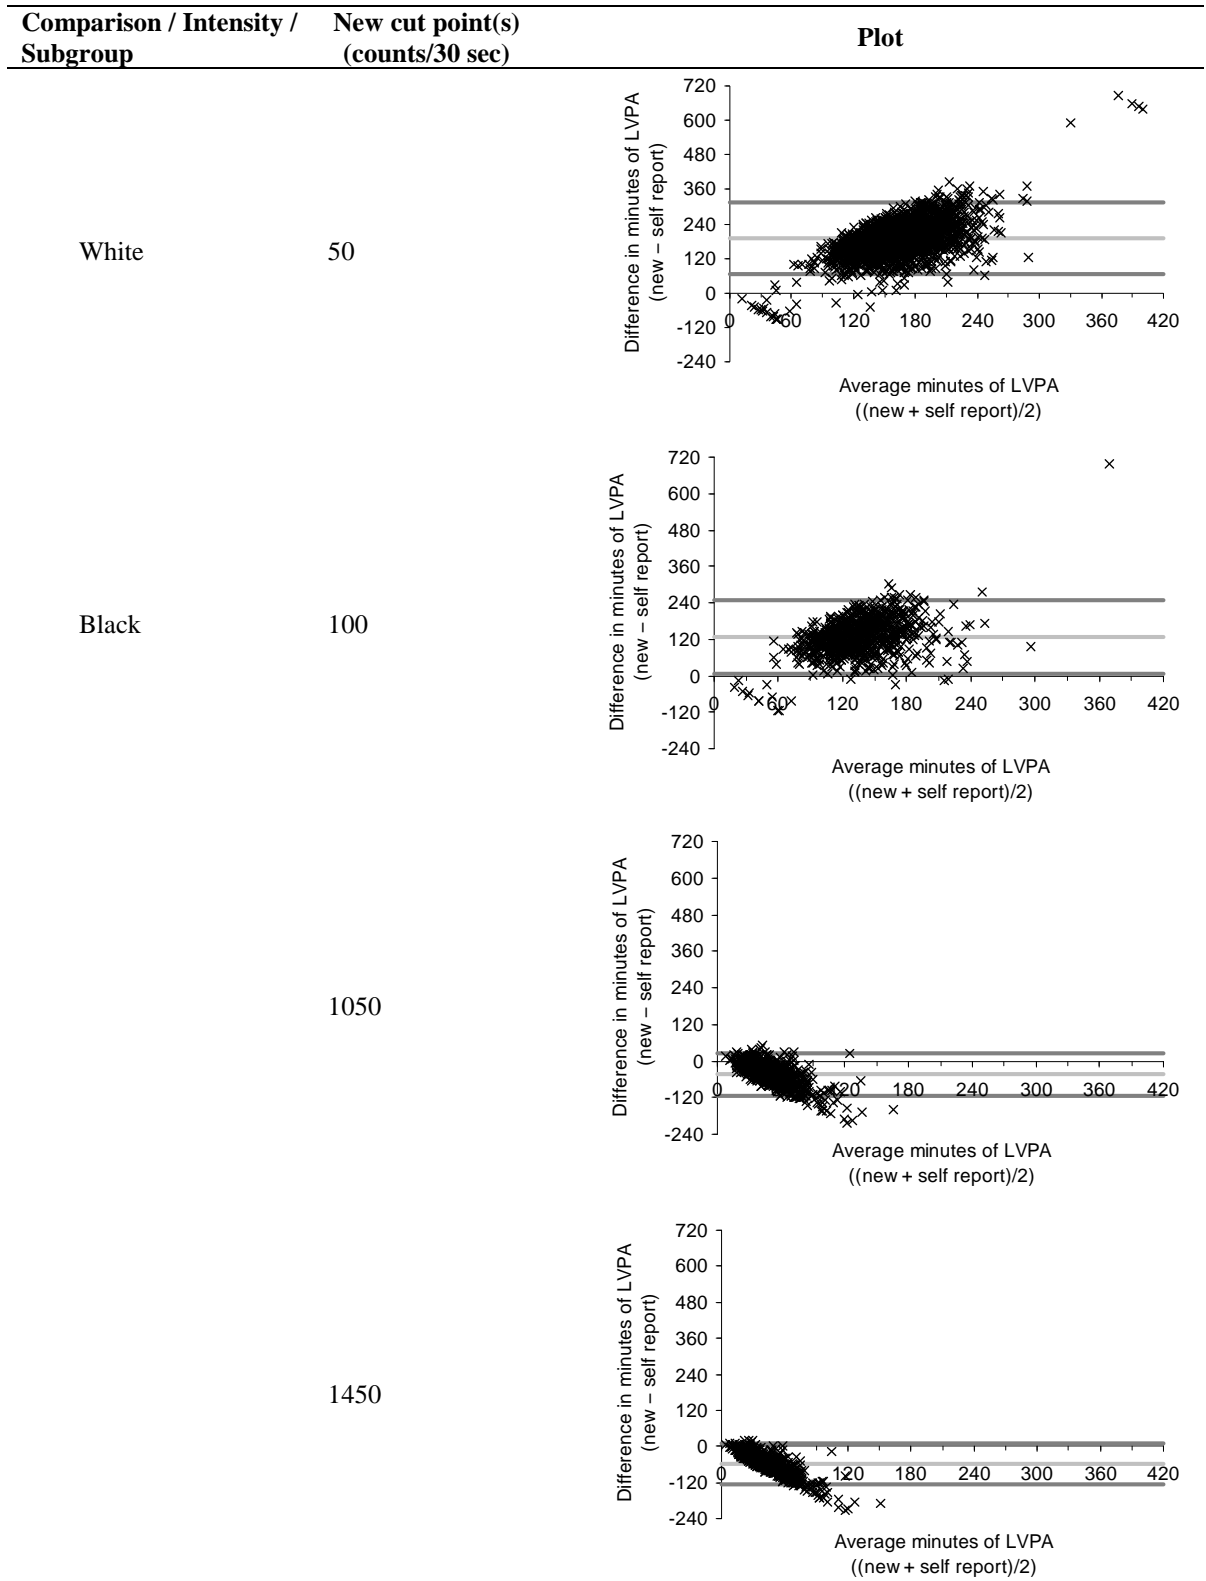 Comparison / Intensity / Subgroup
New cut point(s) (counts/30 sec)
Plot
White
50
Difference in minutes of LVPA
(new – self report)
720
600
480
360
240
120
0
-120
-240
0 60 120 180 240 300 360 420
Average minutes of LVPA
((new + self report)/2)
Black
100
Difference in minutes of LVPA
(new – self report)
720
600
480
360
240
120
0
-120
-240
0 60 120 180 240 300 360 420
Average minutes of LVPA
((new + self report)/2)
1050
Difference in minutes of LVPA
(new – self report)
720
600
480
360
240
120
0
-120
-240
0 120 180 240 300 360 420
Average minutes of LVPA
((new + self report)/2)
1450
Difference in minutes of LVPA
(new – self report)
720
600
480
360
240
120
0
-120
-240
0 120 180 240 300 360 420
Average minutes of LVPA
((new + self report)/2)